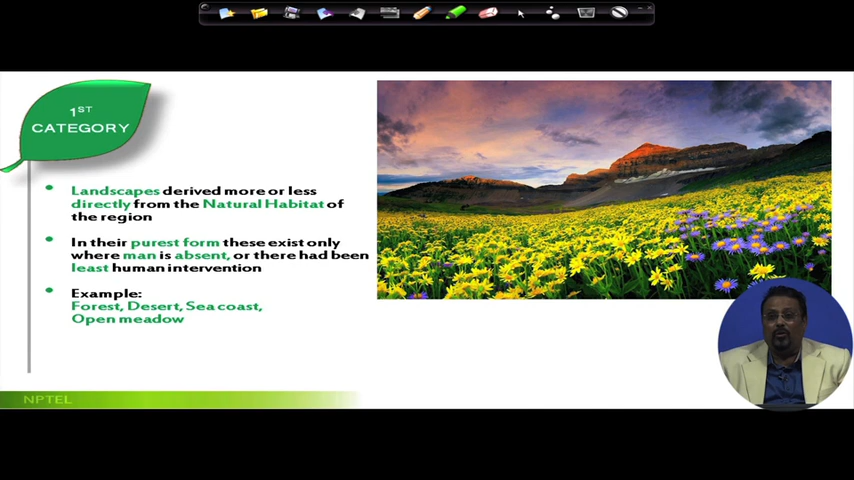 1ST
CATEGORY
• Landscapes derived more or less
directly from the Natural Habitat of
the region
• In their purest form these exist only
where man is absent, or there had been
least human intervention
• Example:
Forest, Desert, Sea coast,
Open meadow
NPTEL